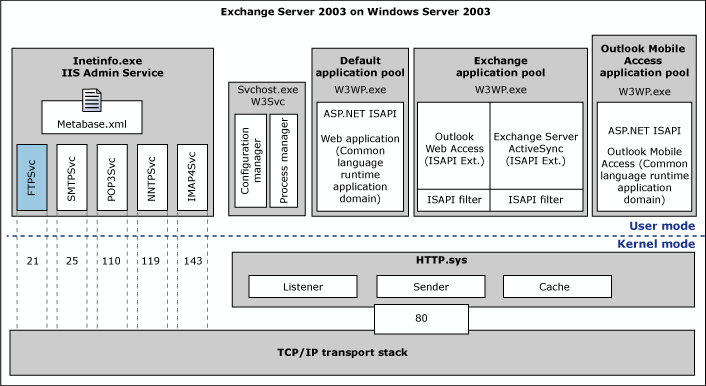 Exchange Server 2003 on Windows Server 2003
Inetinfo.exe
IIS Admin Service
Metabase.xml
FTPSvc
SMTPSvc
POP3Svc
NNTPSvc
IMAP4Svc
Svchost.exe
W3Svc
Configuration
manager
Process manager
Default
application pool
W3WP.exe
ASP.NET ISAPI
Web application
(Common
language
runtime
application
domain)
Exchange
application pool
W3WP.exe
Outlook
Web Access
(ISAPI Ext.)
ISAPI filter
Exchange Server
ActiveSync
(ISAPI Ext.)
ISAPI filter
Outlook Mobile
Access
application pool
W3WP.exe
ASP.NET ISAPI
Outlook Mobile
Access (Common
language runtime
application
domain)
User mode
Kernel mode
21
25
110
119
143
HTTP.sys
Listener
Sender
Cache
80
TCP/IP transport stack